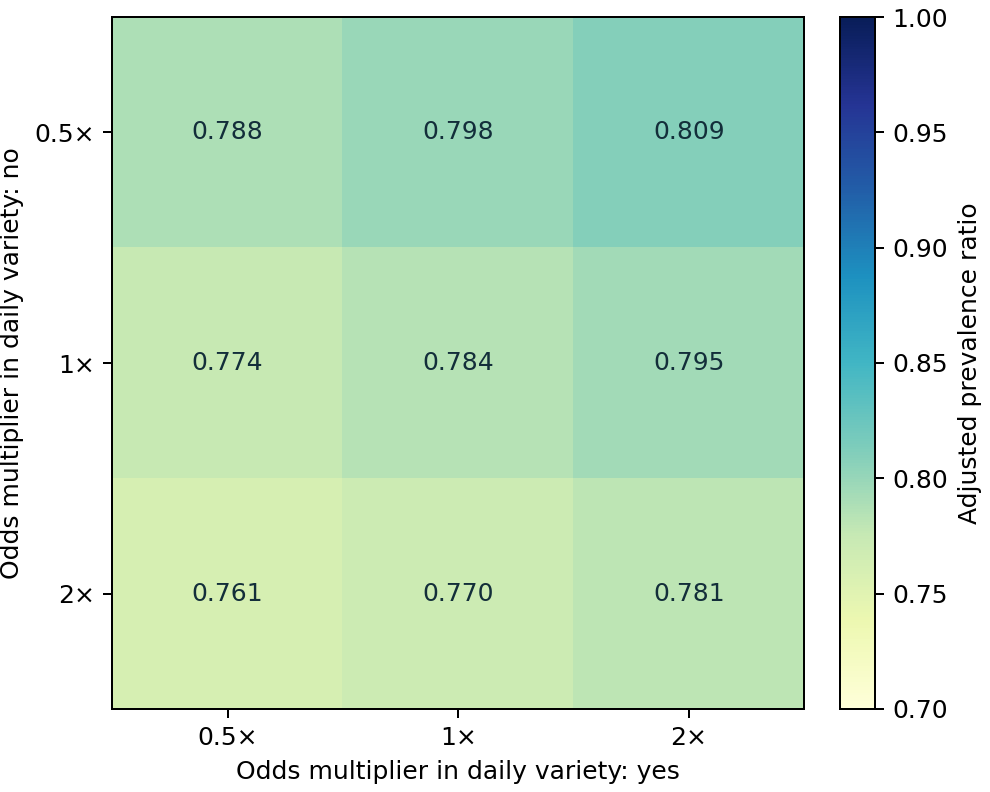 Odds multiplier in daily variety: no
0.5×
1×
2×
0.788 0.798 0.809
0.774 0.784 0.795
0.761 0.770 0.781
0.5× 1× 2×
Odds multiplier in daily variety: yes
1.00
0.95
0.90
0.85
0.80
0.75
0.70
Adjusted prevalence ratio